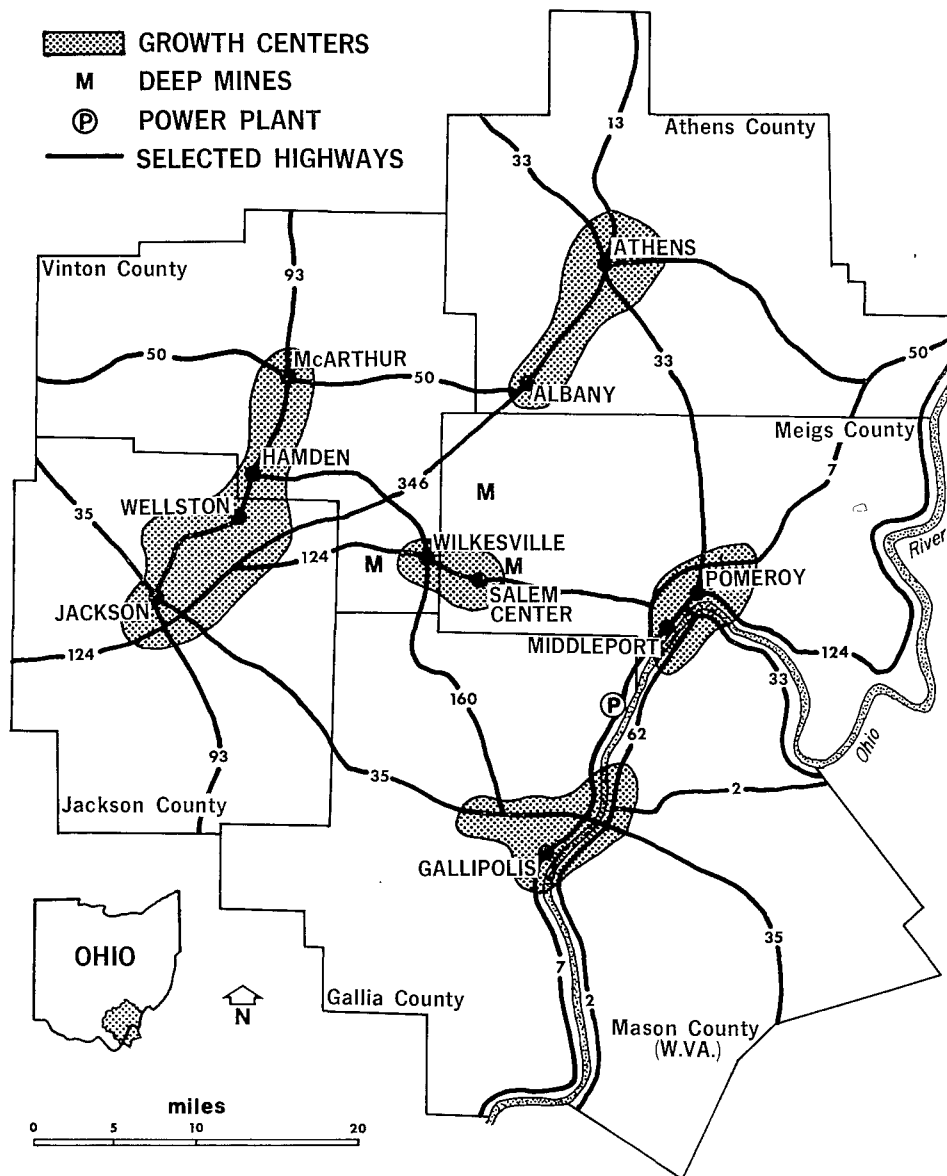 GROWTH CENTERS
M DEEP MINES
P POWER PLANT
SELECTED HIGHWAYS
13
Athens County
33
ATHENS
Vinton County
93
50
McARTHUR
50
33
50
ALBANY
Meigs County
HAMDEN
7
346
M
WELLSTON
35
River
WILKESVILLE
124
M
M
POMEROY
SALEM
CENTER
JACKSON
MIDDLEPORT
124
124
33
160
P
Ohio
62
93
35
2
Jackson County
GALLIPOLIS
35
OHIO
7
N
Gallia County
2
Mason County
(W.VA.)
miles
0 5 10 20